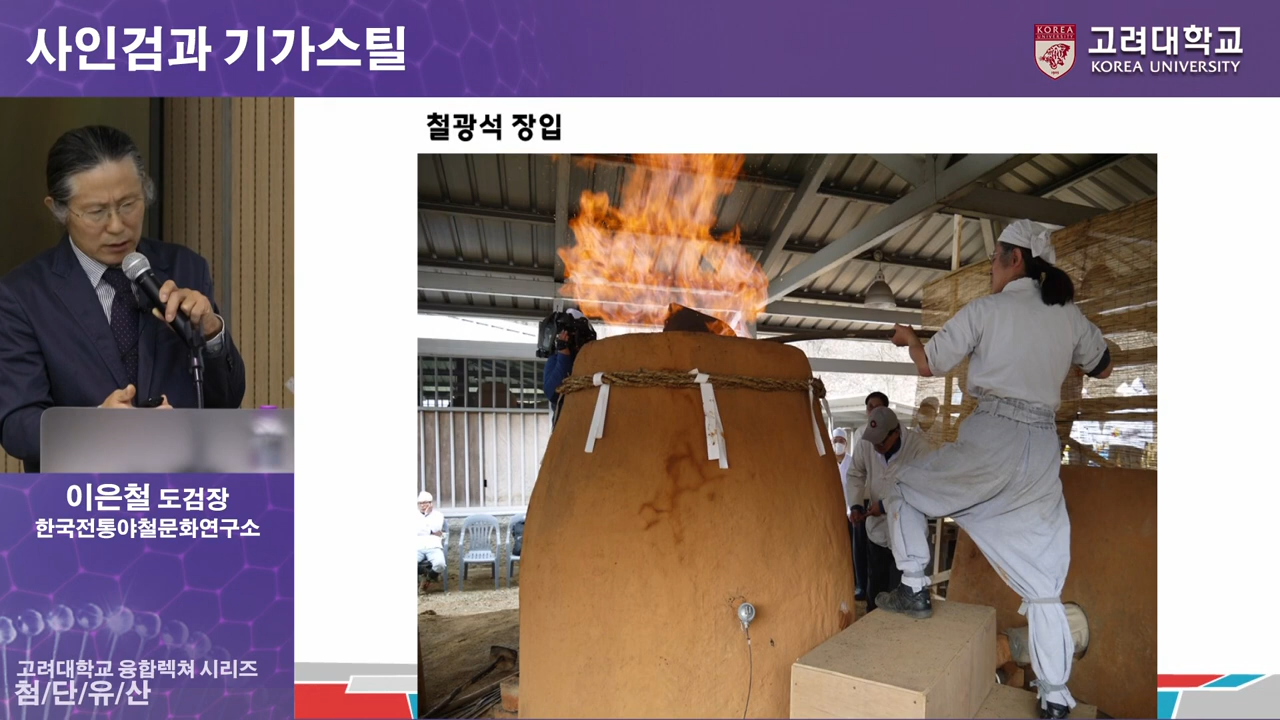 사인검과 기가스틸
KOREA
UNIVERSITY
고려대학교
KOREA UNIVERSITY
철광석 장입
이은철 도검장
한국전통야철문화연구소
고려대학교 융합렉쳐 시리즈
첨/단/유/산